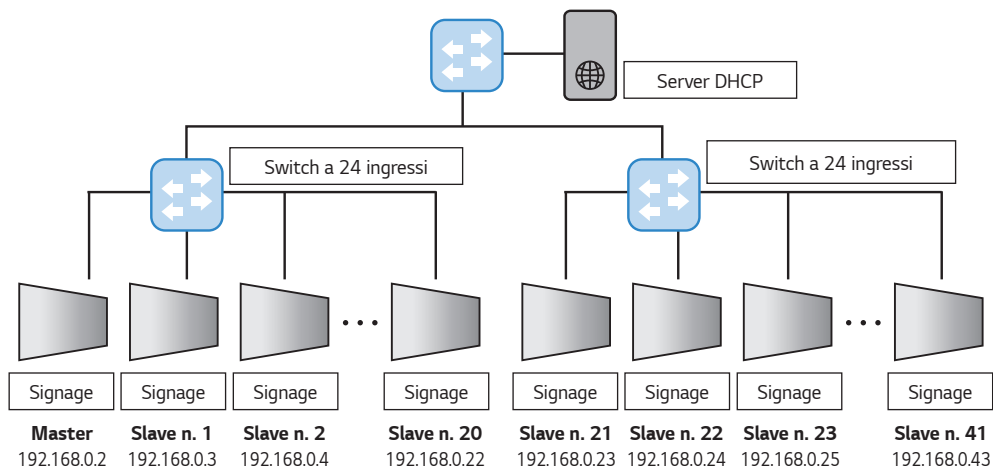 Server DHCP
Switch a 24 ingressi
Switch a 24 ingressi
Signage
Signage
Signage
Signage
Signage
Signage
Signage
Signage
Master
Slave n. 1
Slave n. 2
Slave n. 20
Slave n. 21
Slave n. 22
Slave n. 23
Slave n. 41
192.168.0.2
192.168.0.3
192.168.0.4
192.168.0.22
192.168.0.23
192.168.0.24
192.168.0.25
192.168.0.43